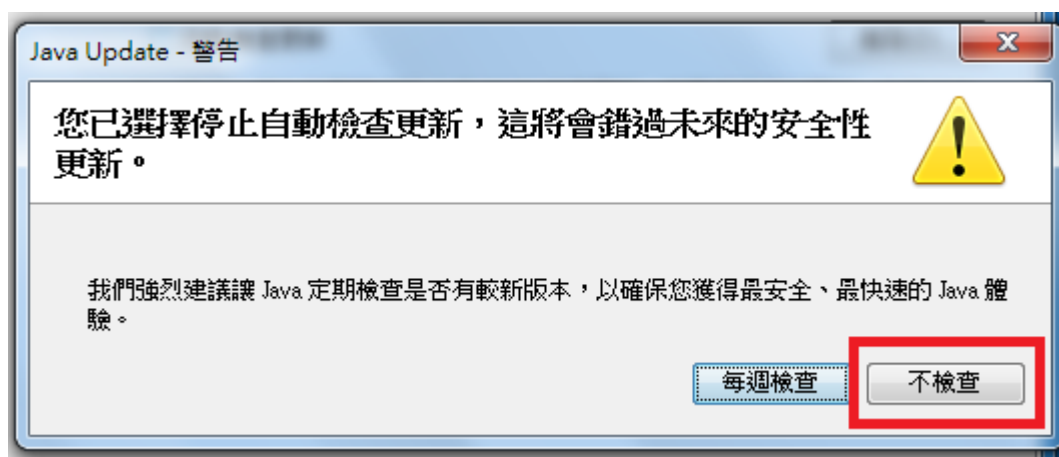 Java Update - 警告
您已選擇停止自動檢查更新，這將會錯過未來的安全性
更新。
我們強烈建議讓 Java 定期檢查是否有較新版本，以確保您獲得最安全、最快速的 Java 體
驗。
每週檢查 不檢查